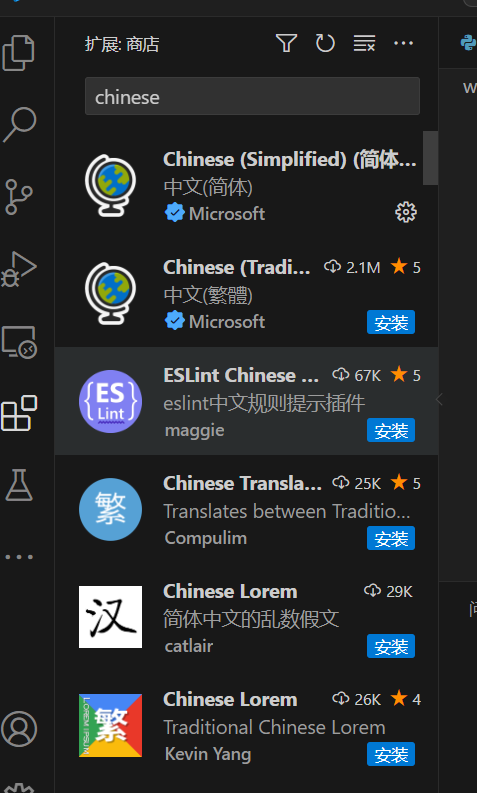 扩展: 商店
chinese
Chinese (Simplified) (简体...
中文(简体)
Microsoft
Chinese (Tradi... 2.1M 5
中文(繁體)
Microsoft 安装
ES
Lint
ESLint Chinese ... 67K 5
eslint中文规则提示插件
maggie 安装
繁
Chinese Transla... 25K 5
Translates between Traditio...
Compulim 安装
汉
Chinese Lorem 29K
简体中文的乱数假文
catlair 安装
LOREM IPSUM
繁
Chinese Lorem 26K 4
Traditional Chinese Lorem
Kevin Yang 安装